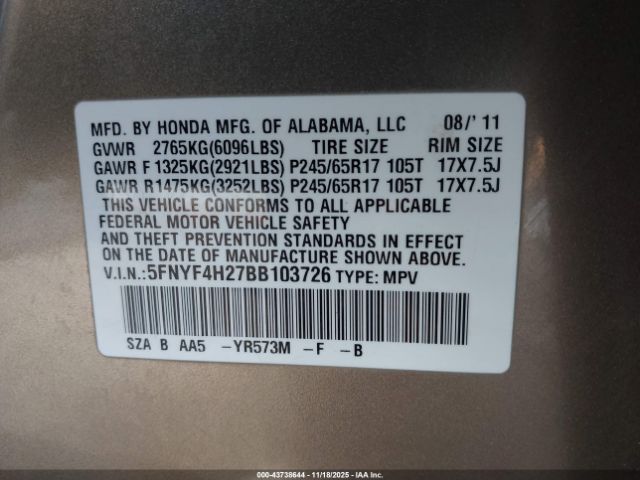 MFD. BY HONDA MFG. OF ALABAMA, LLC 08/'11
GVWR 2765KG(6096LBS) TIRE SIZE RIM SIZE
GAWR F 1325KG(2921LBS) P245/65R17 105T 17X7.5J
GAWR R1475KG(3252LBS) P245/65R17 105T 17X7.5J
THIS VEHICLE CONFORMS TO ALL APPLICABLE
FEDERAL MOTOR VEHICLE SAFETY
AND THEFT PREVENTION STANDARDS IN EFFECT
ON THE DATE OF MANUFACTURE SHOWN ABOVE.
V.I.N.:5FNYF4H27BB103726 TYPE: MPV
SZA B AA5 -YR573M -F -B
000-43738644 - 11/18/2025 - IAAI Inc. Copyright